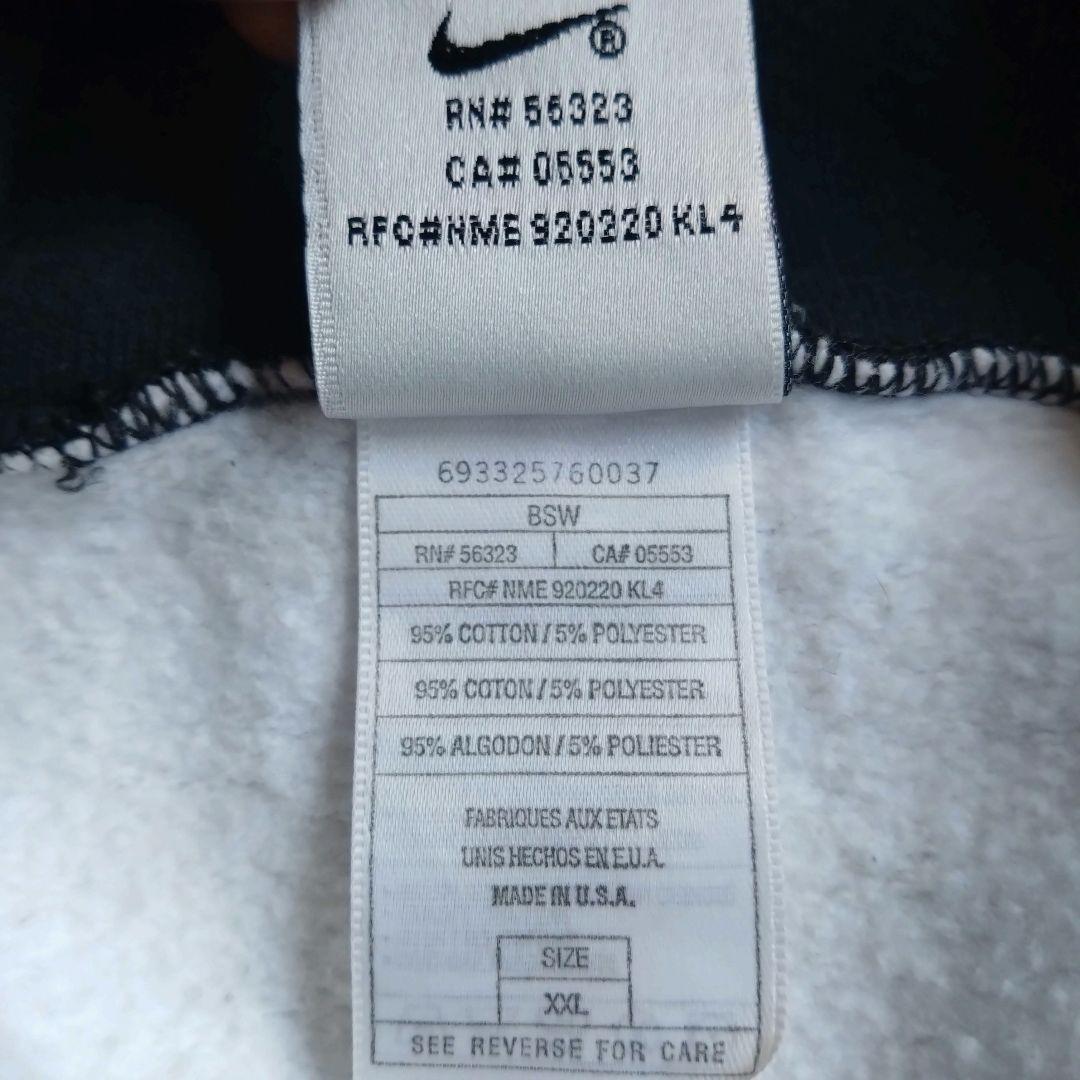 ®
RN# 56323
CA# 05553
RFC#NME 920220 KL4
693325760037
BSW
RN# 56323 CA# 05553
RFC# NME 920220 KL4
95% COTTON / 5% POLYESTER
95% COTON / 5% POLYESTER
95% ALGODON / 5% POLIESTER
FABRIQUES AUX ETATS
UNIS HECHOS EN E.U.A.
MADE IN U.S.A.
SIZE
XXL
SEE REVERSE FOR CARE